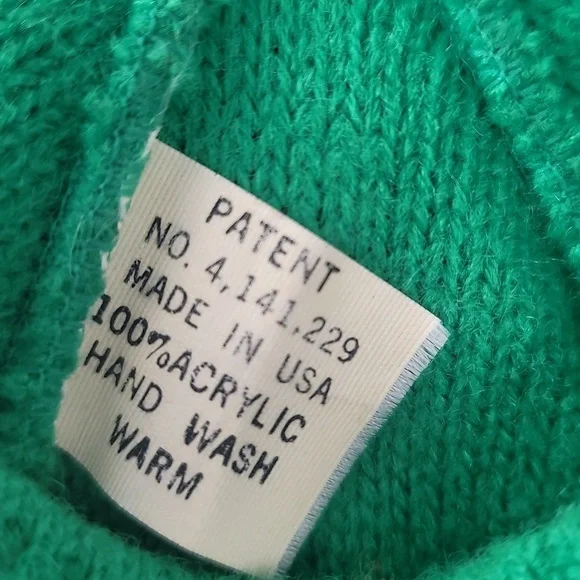 PATENT
NO. 4,141,229
MADE IN USA
100%ACRYLIC
HAND WASH
WARM